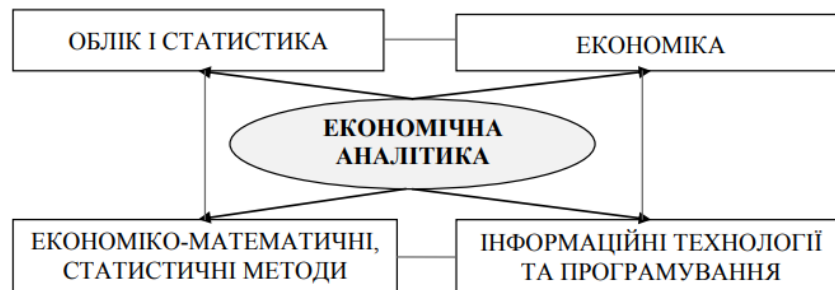 ОБЛІК І СТАТИСТИКА
ЕКОНОМІКА
ЕКОНОМІЧНА
АНАЛІТИКА
ЕКОНОМІКО-МАТЕМАТИЧНІ,
СТАТИСТИЧНІ МЕТОДИ
ІНФОРМАЦІЙНІ ТЕХНОЛОГІЇ
ТА ПРОГРАМУВАННЯ